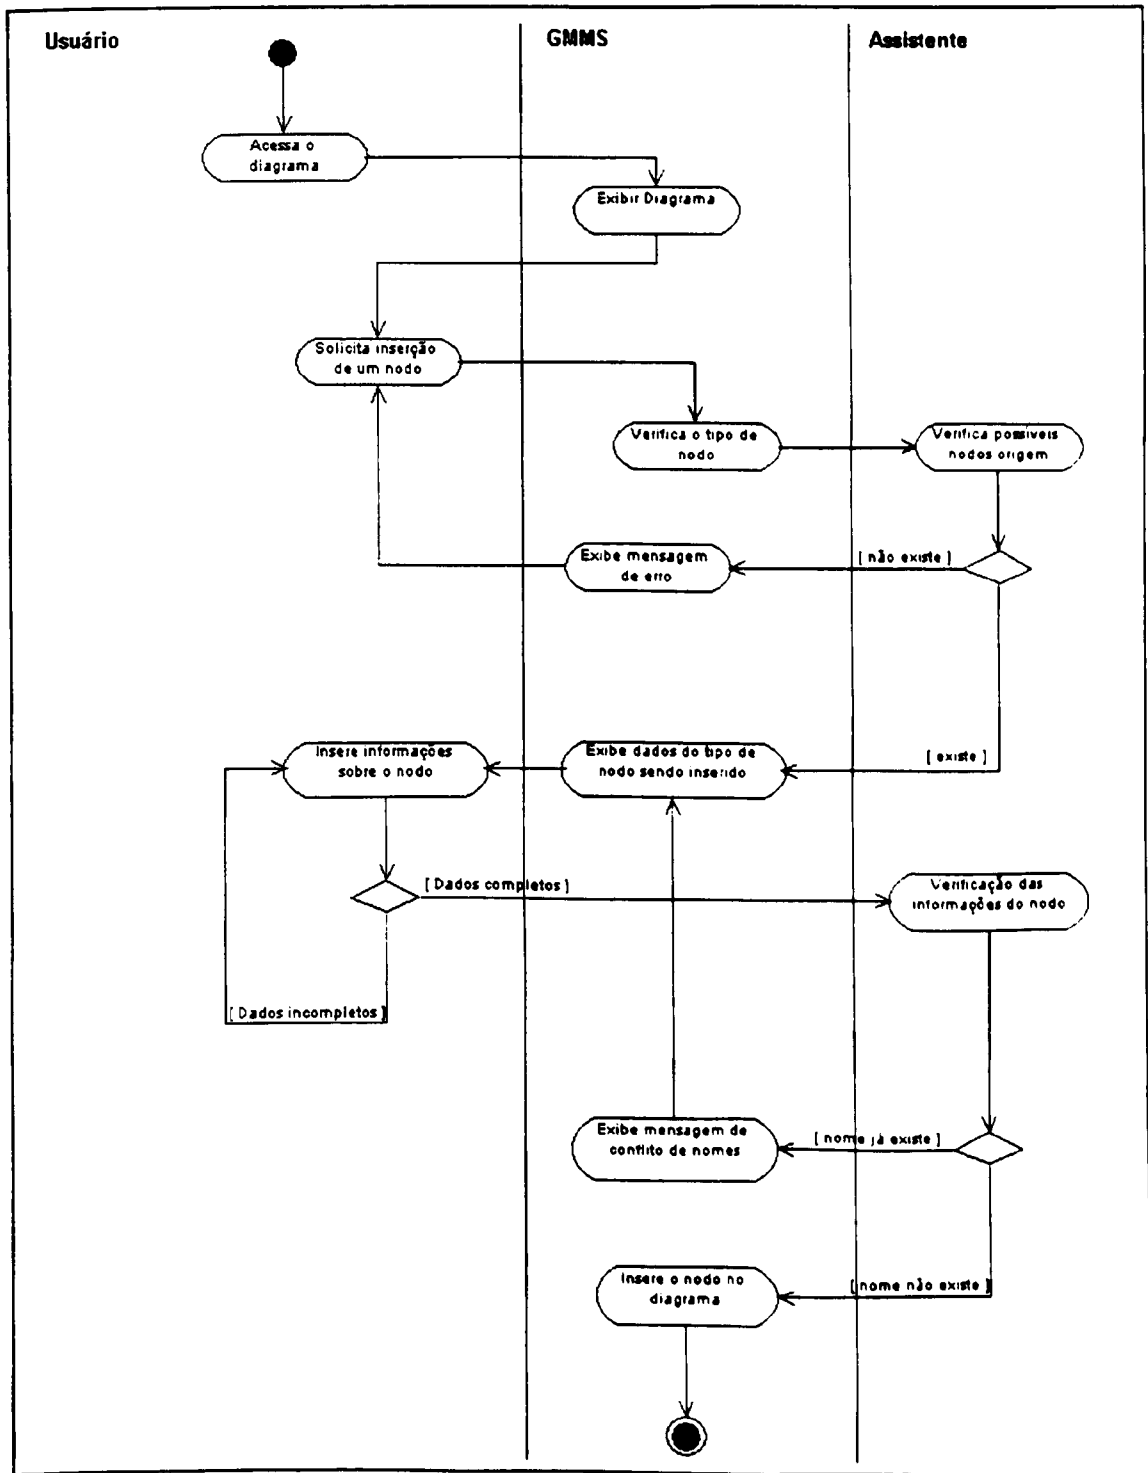 Usuário
GMMS
Assistente
Acessa o
diagrama
Exibir Diagrama
Solicita inserção
de um nodo
Verifica o tipo de
nodo
Verifica possíveis
nodos origem
Exibe mensagem
de erro
[ não existe ]
Insere informações
sobre o nodo
Exibe dados do tipo de
nodo sendo inserido
[ existe ]
[ Dados completos ]
Verificação das
informações do nodo
[ Dados incompletos ]
Exibe mensagem de
conflito de nomes
[ nome já existe ]
Insere o nodo no
diagrama
[nome não existe ]